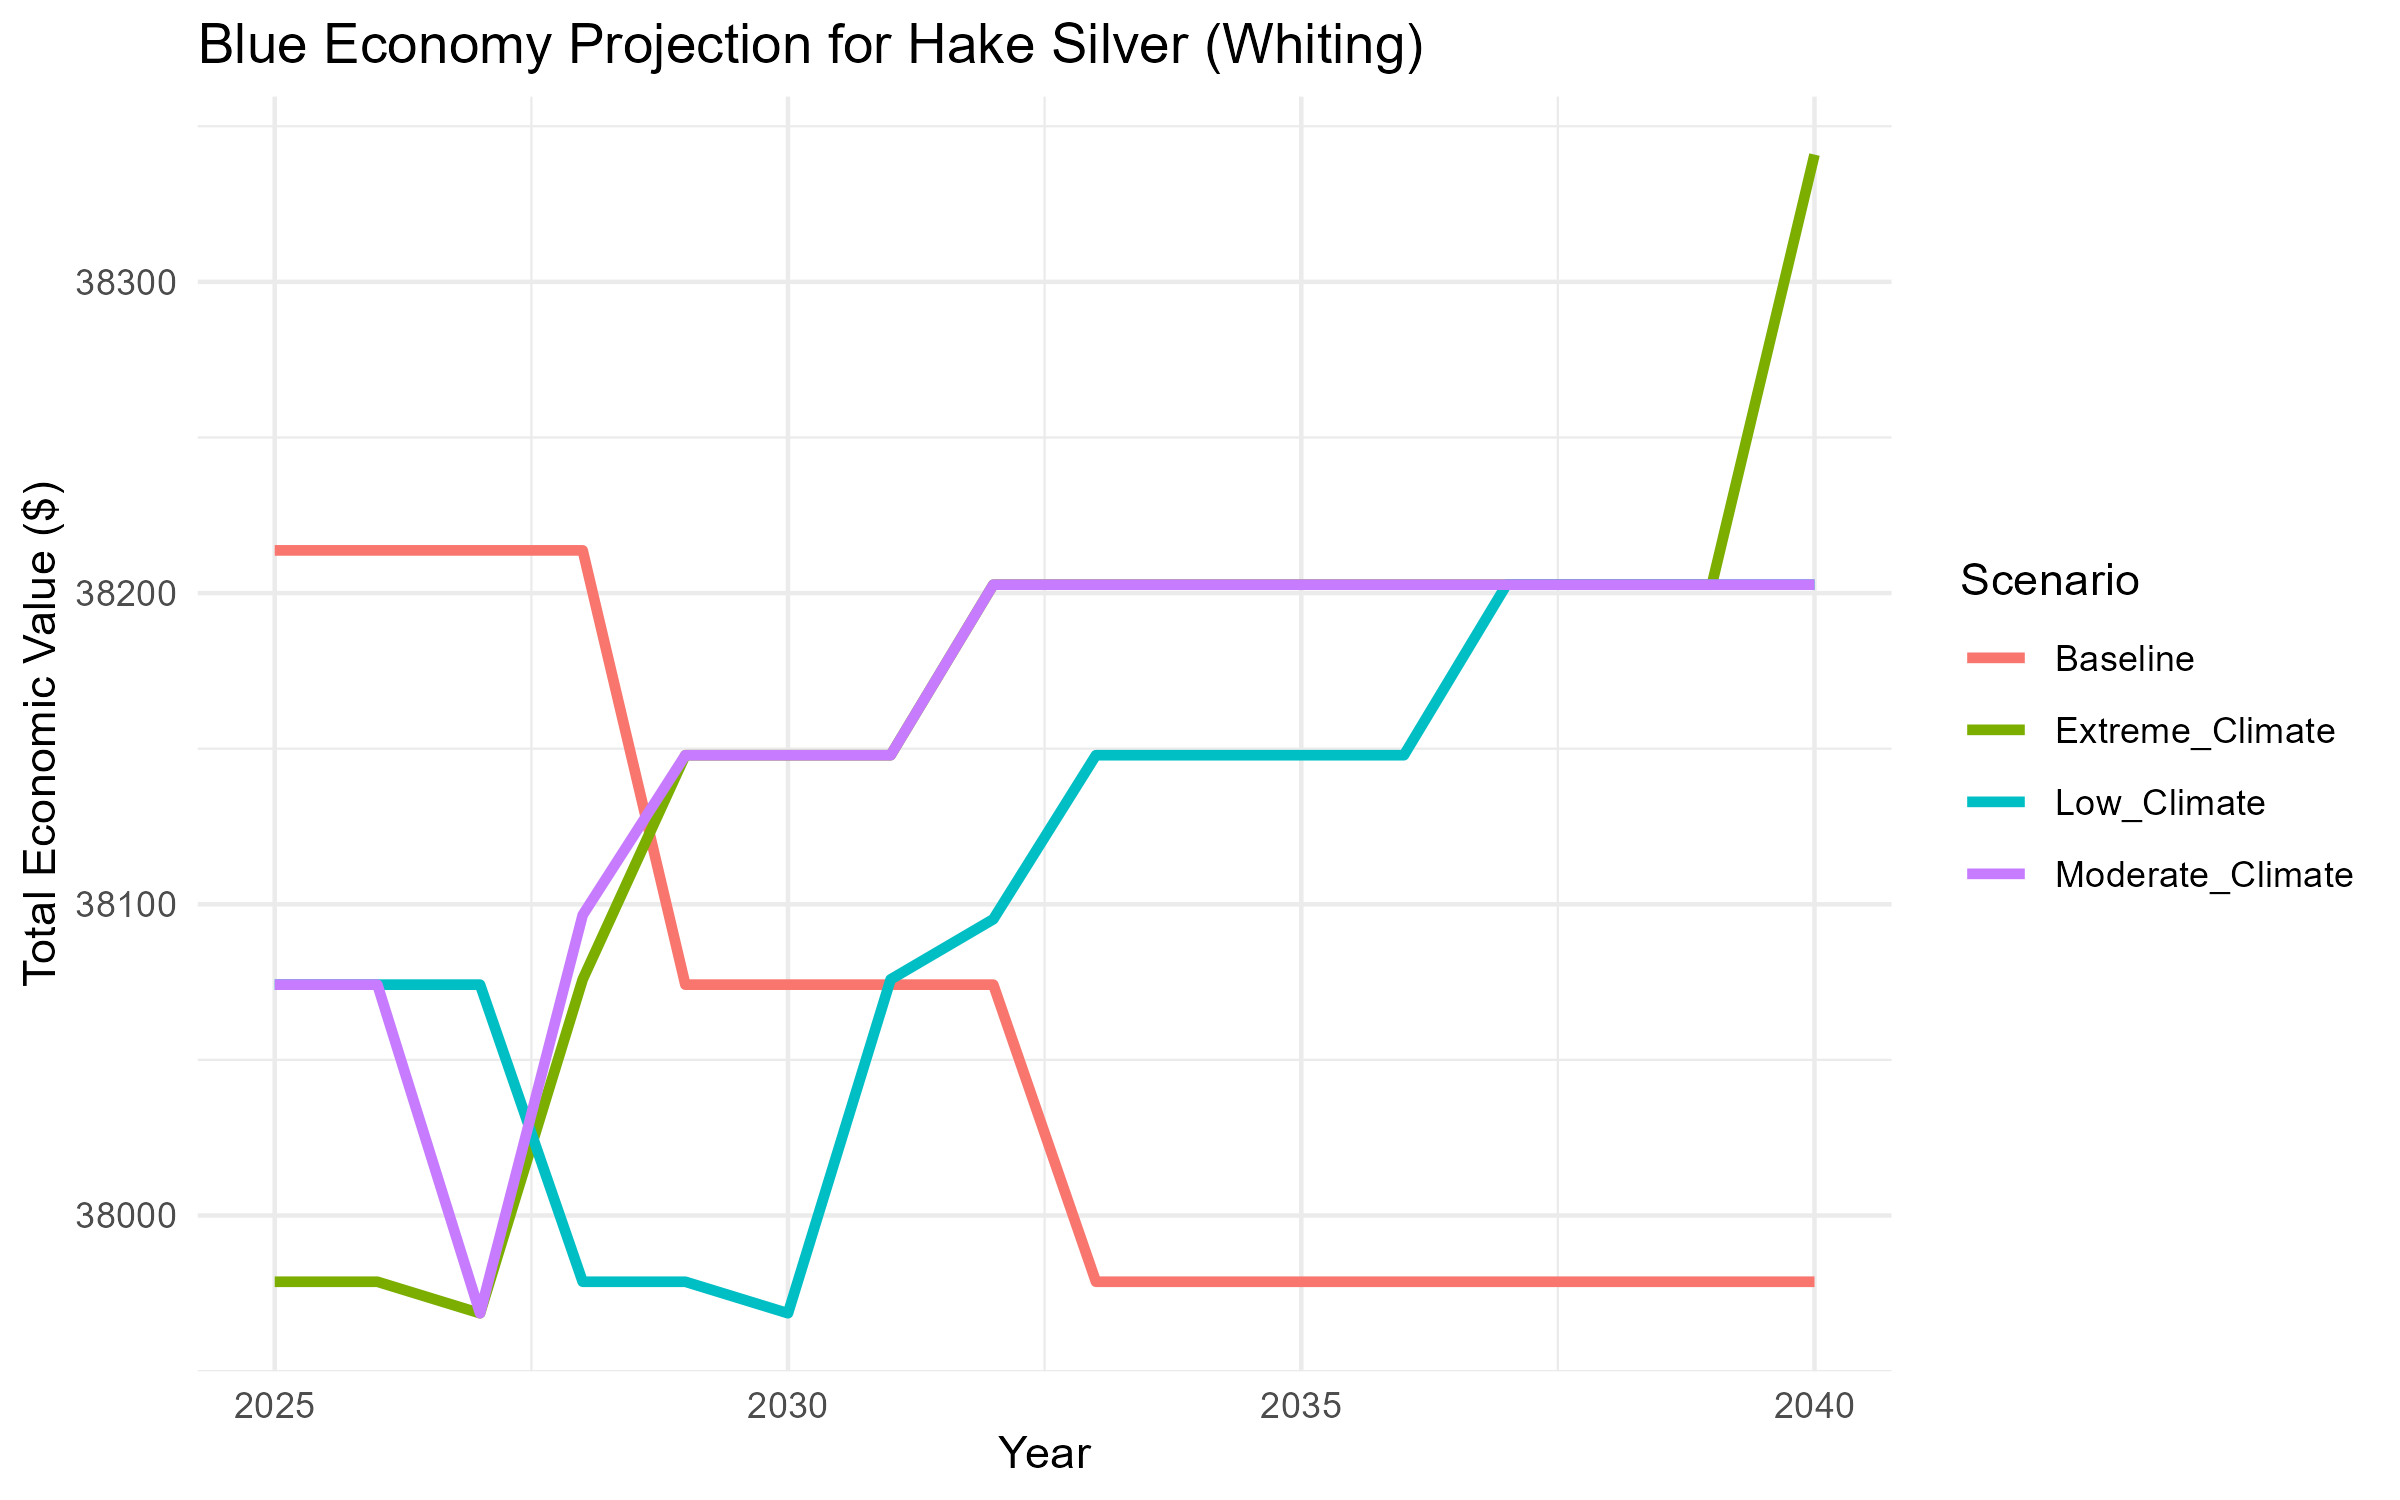 Blue Economy Projection for Hake Silver (Whiting)
Total Economic Value ($)
38300
38200
38100
38000
2025
2030
2035
2040
Year
Scenario
Baseline
Extreme_Climate
Low_Climate
Moderate_Climate